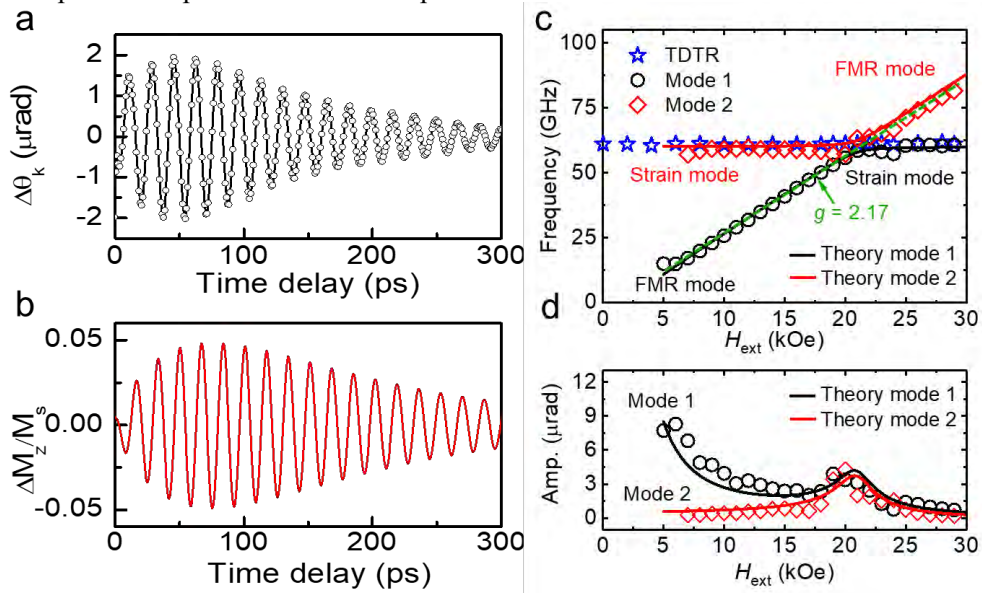 a
2
1
0
-1
-2
Δθk (μrad)
0 100 200 300
Time delay (ps)
b
0.05
0.00
-0.05
ΔMz/Ms
0 100 200 300
Time delay (ps)
c
100
75
50
25
0
Frequency (GHz)
TDTR
Mode 1
Mode 2
FMR mode
Strain mode
Strain mode
g = 2.17
FMR mode
Theory mode 1
Theory mode 2
0 5 10 15 20 25 30
Hext (kOe)
d
12
9
6
3
0
Amp. (μrad)
Mode 1
Mode 2
Theory mode 1
Theory mode 2
0 5 10 15 20 25 30
Hext (kOe)